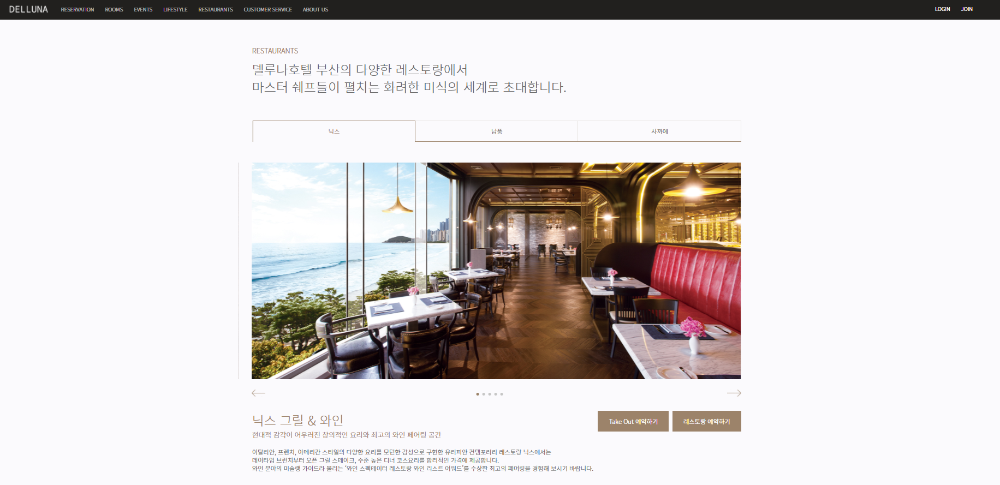 DELLUNA RESERVATION ROOMS EVENTS LIFESTYLE RESTAURANTS CUSTOMER SERVICE ABOUT US LOGIN JOIN
RESTAURANTS
델루나호텔 부산의 다양한 레스토랑에서
마스터 쉐프들이 펼치는 화려한 미식의 세계로 초대합니다.
닉스 남풍 사까에
닉스 그릴 & 와인
Take Out 예약하기 레스토랑 예약하기
현대적 감각이 어우러진 창의적인 요리와 최고의 와인 페어링 공간
이탈리안, 프렌치, 아메리칸 스타일의 다양한 요리를 모던한 감성으로 구현한 유러피안 컨템포러리 레스토랑 닉스에서는
데이타임 브런치부터 오픈 그릴 스테이크, 수준 높은 디너 코스요리를 합리적인 가격에 제공합니다.
와인 분야의 미슐랭 가이드라 불리는 ‘와인 스펙테이터 레스토랑 와인 리스트 어워드’를 수상한 최고의 페어링을 경험해 보시기 바랍니다.